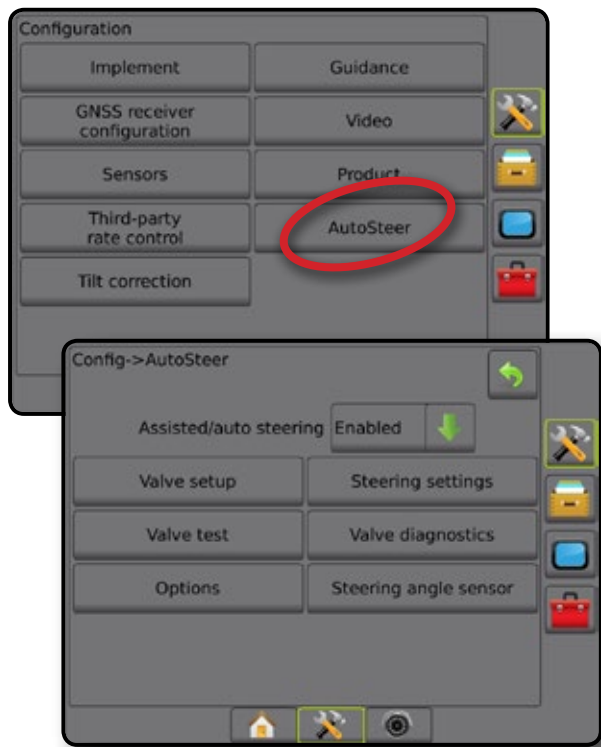 Configuration
Implement
Guidance
GNSS receiver
configuration
Video
Sensors
Product
Third-party
rate control
AutoSteer
Tilt correction
Config->AutoSteer
Assisted/auto steering Enabled
Valve setup
Steering settings
Valve test
Valve diagnostics
Options
Steering angle sensor